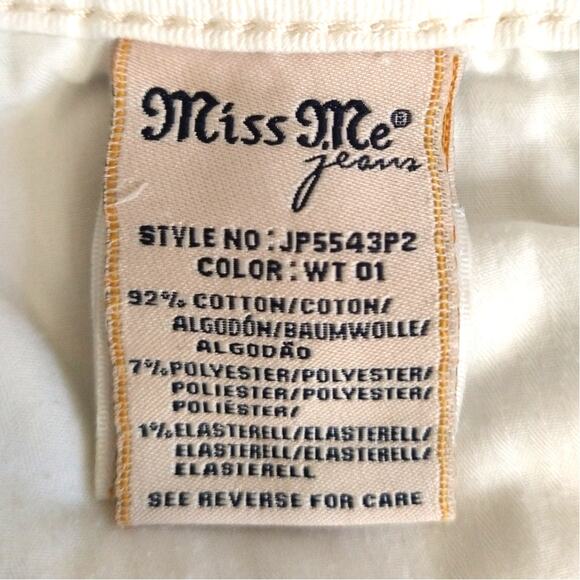 Miss Me®
jeans
STYLE NO : JP5543P2
COLOR : WT 01
92% COTTON/COTON/
ALGODÓN/BAUMWOLLE/
ALGODÃO
7% POLYESTER/POLYESTER/
POLIESTER/POLYESTER/
POLIÉSTER/
1% ELASTERELL/ELASTERELL/
ELASTERELL/ELASTERELL/
ELASTERELL
SEE REVERSE FOR CARE